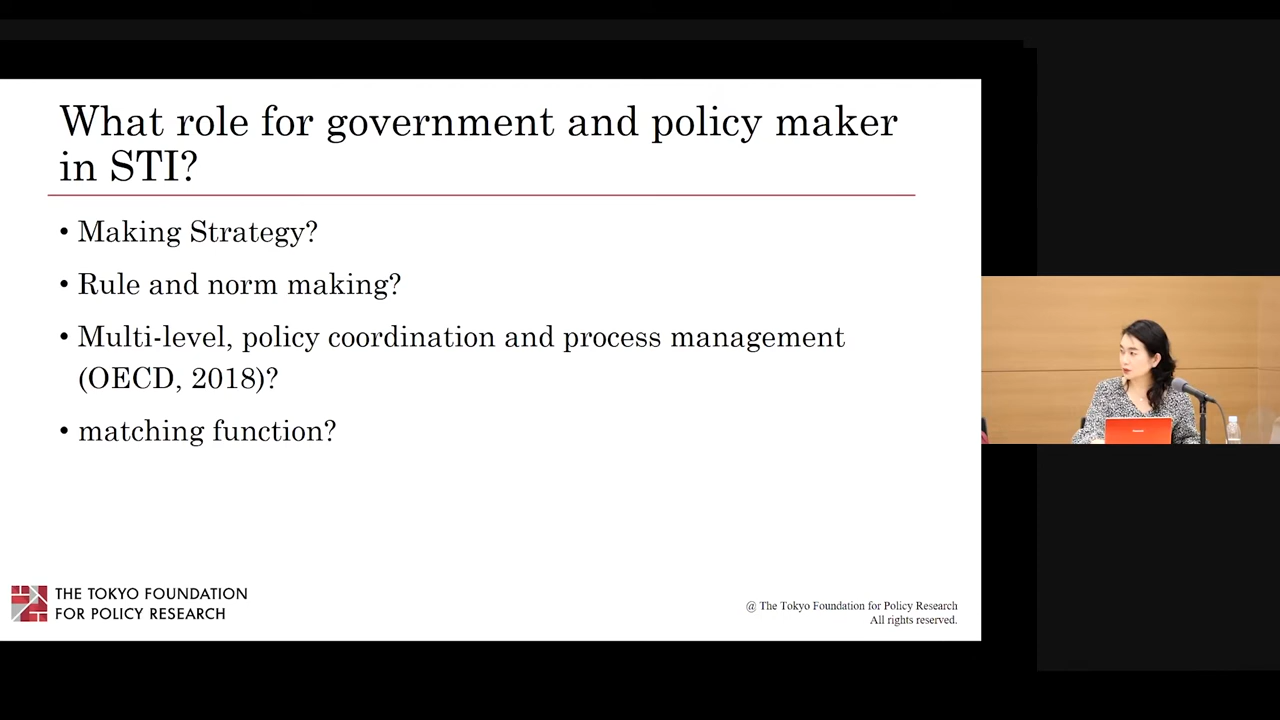 What role for government and policy maker
in STI?
• Making Strategy?
• Rule and norm making?
• Multi-level, policy coordination and process management
(OECD, 2018)?
• matching function?
THE TOKYO FOUNDATION
FOR POLICY RESEARCH
@ The Tokyo Foundation for Policy Research
All rights reserved.